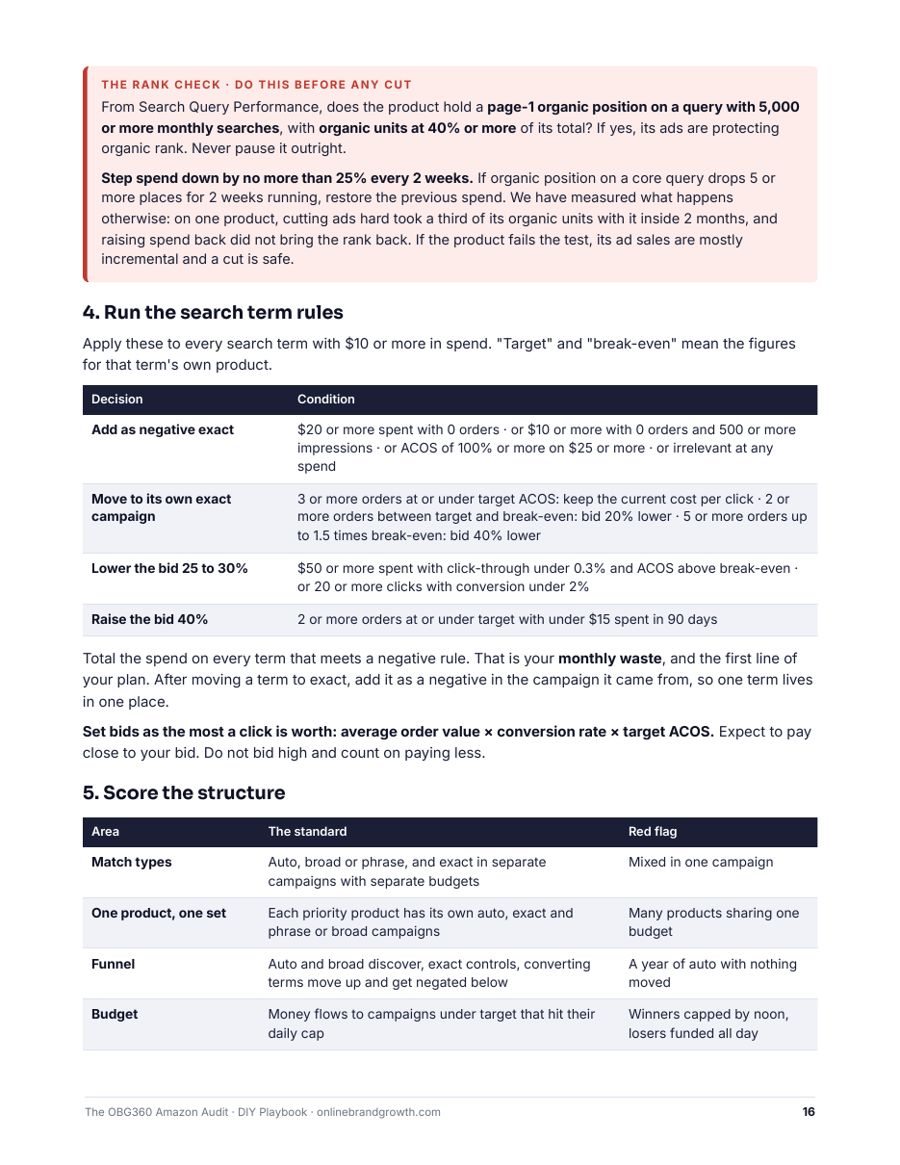 THE RANK CHECK · DO THIS BEFORE ANY CUT
From Search Query Performance, does the product hold a page-1 organic position on a query with 5,000
or more monthly searches, with organic units at 40% or more of its total? If yes, its ads are protecting
organic rank. Never pause it outright.
Step spend down by no more than 25% every 2 weeks. If organic position on a core query drops 5 or
more places for 2 weeks running, restore the previous spend. We have measured what happens
otherwise: on one product, cutting ads hard took a third of its organic units with it inside 2 months, and
raising spend back did not bring the rank back. If the product fails the test, its ad sales are mostly
incremental and a cut is safe.
4. Run the search term rules
Apply these to every search term with $10 or more in spend. "Target" and "break-even" mean the figures
for that term's own product.
Decision Condition
Add as negative exact $20 or more spent with 0 orders · or $10 or more with 0 orders and 500 or more
impressions · or ACOS of 100% or more on $25 or more · or irrelevant at any
spend
Move to its own exact 3 or more orders at or under target ACOS: keep the current cost per click · 2 or
campaign more orders between target and break-even: bid 20% lower · 5 or more orders up
to 1.5 times break-even: bid 40% lower
Lower the bid 25 to 30% $50 or more spent with click-through under 0.3% and ACOS above break-even ·
or 20 or more clicks with conversion under 2%
Raise the bid 40% 2 or more orders at or under target with under $15 spent in 90 days
Total the spend on every term that meets a negative rule. That is your monthly waste, and the first line of
your plan. After moving a term to exact, add it as a negative in the campaign it came from, so one term lives
in one place.
Set bids as the most a click is worth: average order value × conversion rate × target ACOS. Expect to pay
close to your bid. Do not bid high and count on paying less.
5. Score the structure
Area The standard Red flag
Match types Auto, broad or phrase, and exact in separate Mixed in one campaign
campaigns with separate budgets
One product, one set Each priority product has its own auto, exact and Many products sharing one
phrase or broad campaigns budget
Funnel Auto and broad discover, exact controls, converting A year of auto with nothing
terms move up and get negated below moved
Budget Money flows to campaigns under target that hit their Winners capped by noon,
daily cap losers funded all day
The OBG360 Amazon Audit · DIY Playbook · onlinebrandgrowth.com 16